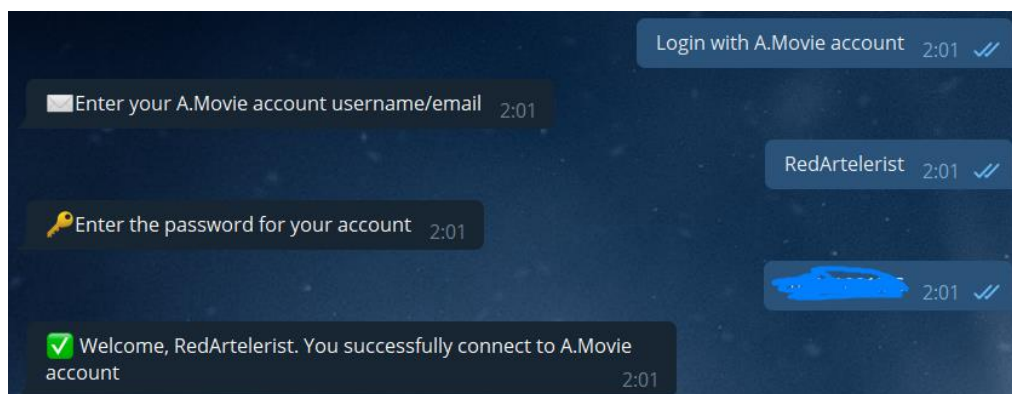 Login with A.Movie account 2:01
✉️Enter your A.Movie account username/email 2:01
RedArtelerist 2:01
🔑Enter the password for your account 2:01
2:01
✅ Welcome, RedArtelerist. You successfully connect to A.Movie
account 2:01